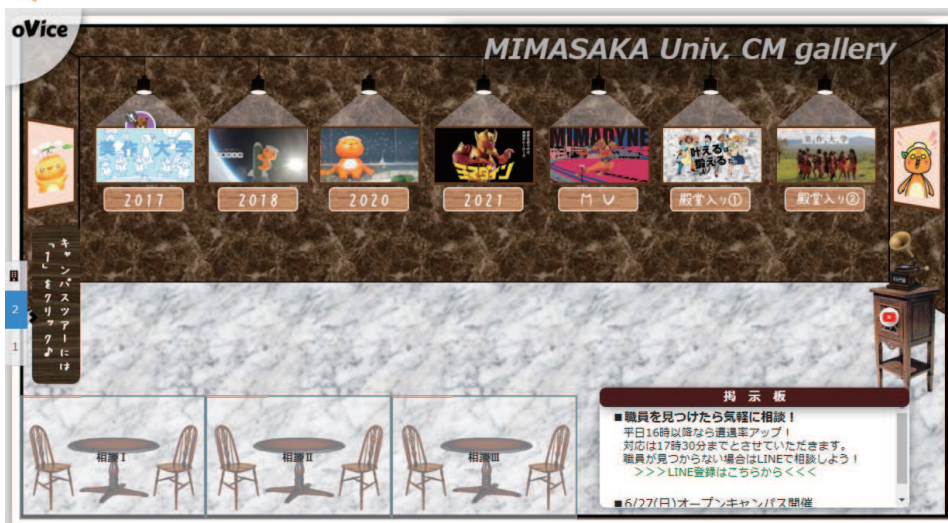 oVice
MIMASAKA Univ. CM gallery
美作大学
叶える
鍛える
MIMADYNE
ミマダイン
美作大学
2017
2018
2020
2021
MV
殿堂入り①
殿堂入り②
キャンパスツアーには
「1」をクリック♪
2
1
相談Ⅰ
相談Ⅱ
相談Ⅲ
掲示板
■職員を見つけたら気軽に相談!
平日16時以降なら遭遇率アップ!
対応は17時30分までとさせていただきます。
職員が見つからない場合はLINEで相談しよう!
>>>LINE登録はこちらから<<<
■6/27(日)オープンキャンパス開催